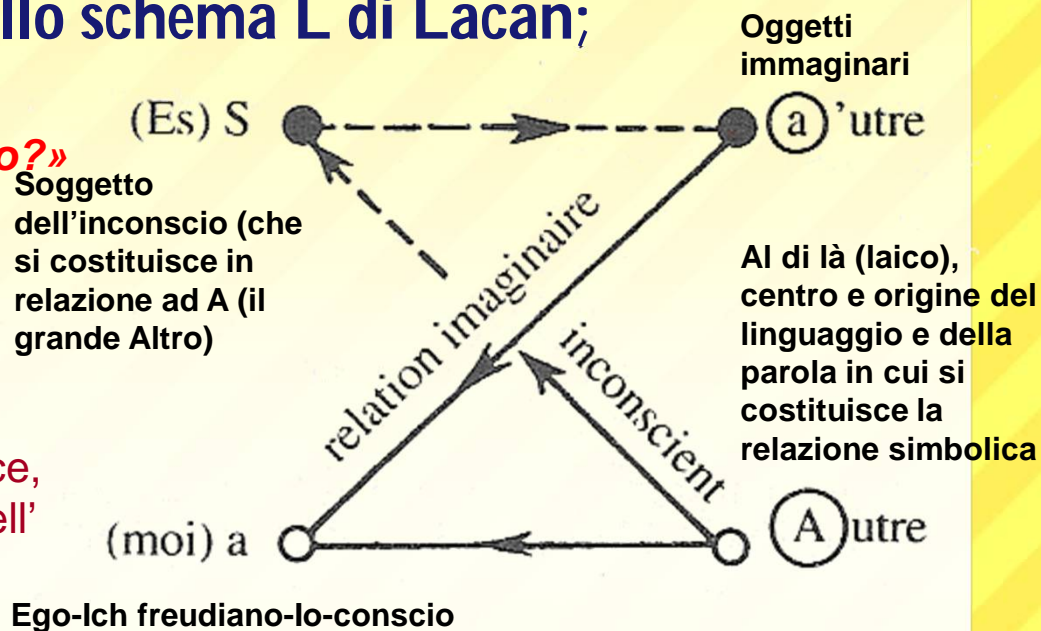 llo schema L di Lacan;
Oggetti
immaginari
(Es) S
a 'utre
o?»
Soggetto
dell’inconscio (che
si costituisce in
relazione ad A (il
grande Altro)
relation imaginaire
inconscient
Al di là (laico),
centro e origine del
linguaggio e della
parola in cui si
costituisce la
relazione simbolica
ce,
ell’
(moi) a
A utre
Ego-Ich freudiano-Io-conscio